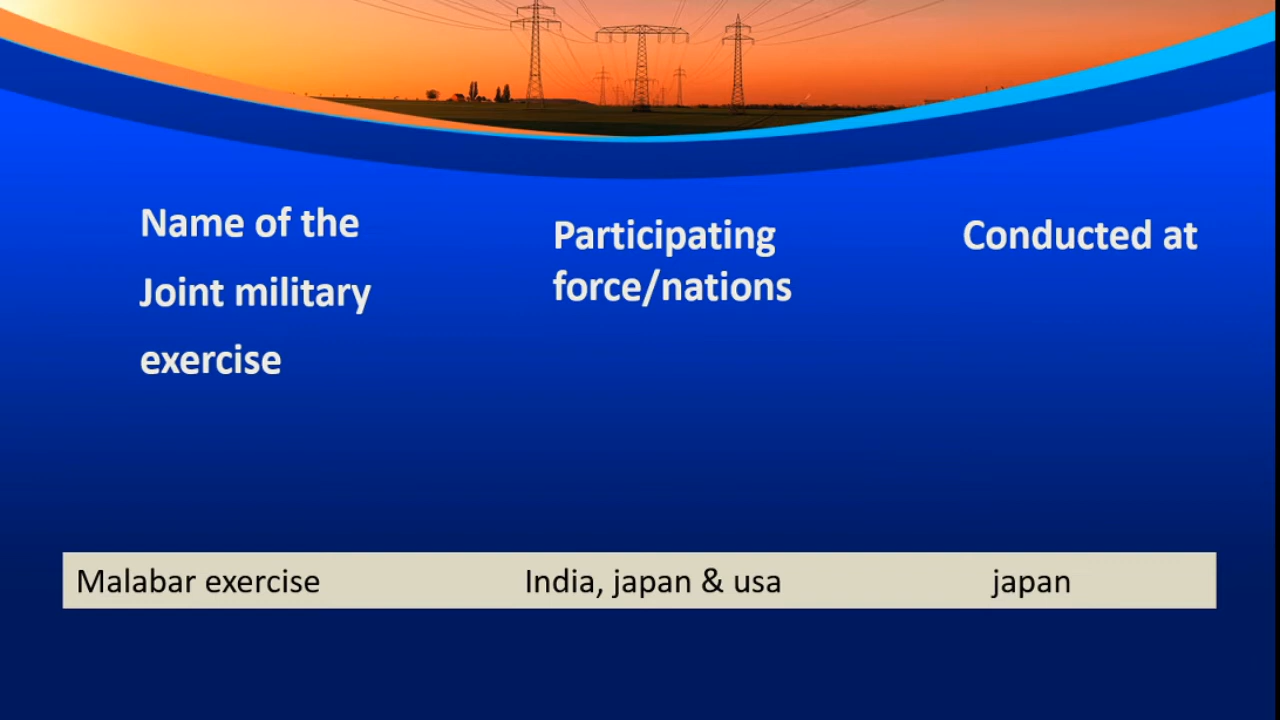 Name of the
Joint military
exercise
Participating
force/nations
Conducted at
Malabar exercise India, japan & usa japan